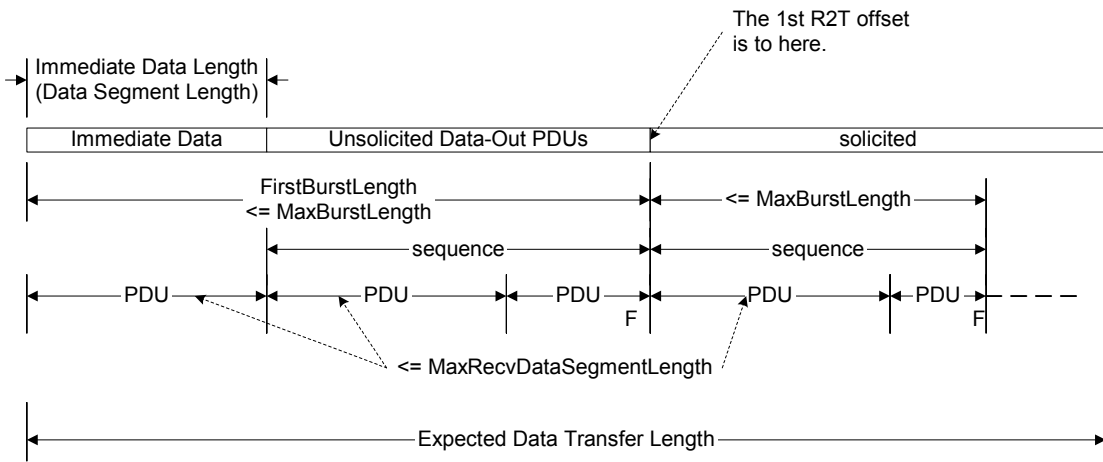 The 1st R2T offset
is to here.
Immediate Data Length
(Data Segment Length)
Immediate Data
Unsolicited Data-Out PDUs
solicited
FirstBurstLength
<= MaxBurstLength
<= MaxBurstLength
sequence
sequence
PDU
PDU
PDU
PDU
PDU
F
F
<= MaxRecvDataSegmentLength
Expected Data Transfer Length